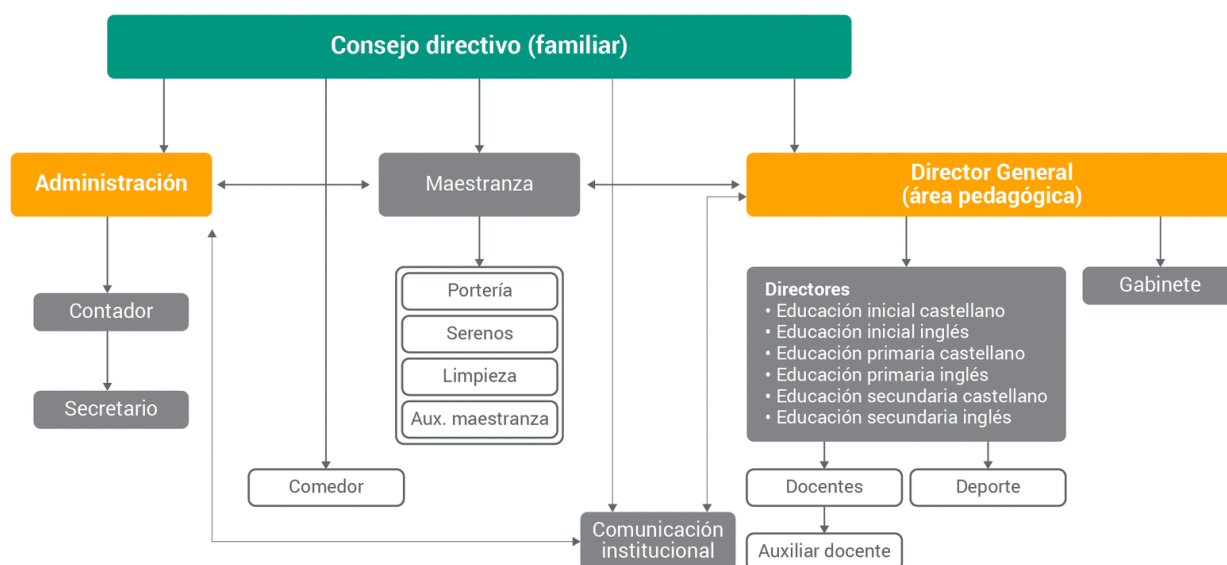 Consejo directivo (familiar)
Administración
Maestranza
Director General
(área pedagógica)
Contador
Secretario
Portería
Serenos
Limpieza
Aux. maestranza
Comedor
Comunicación
institucional
Directores
• Educación inicial castellano
• Educación inicial inglés
• Educación primaria castellano
• Educación primaria inglés
• Educación secundaria castellano
• Educación secundaria inglés
Gabinete
Docentes
Deporte
Auxiliar docente